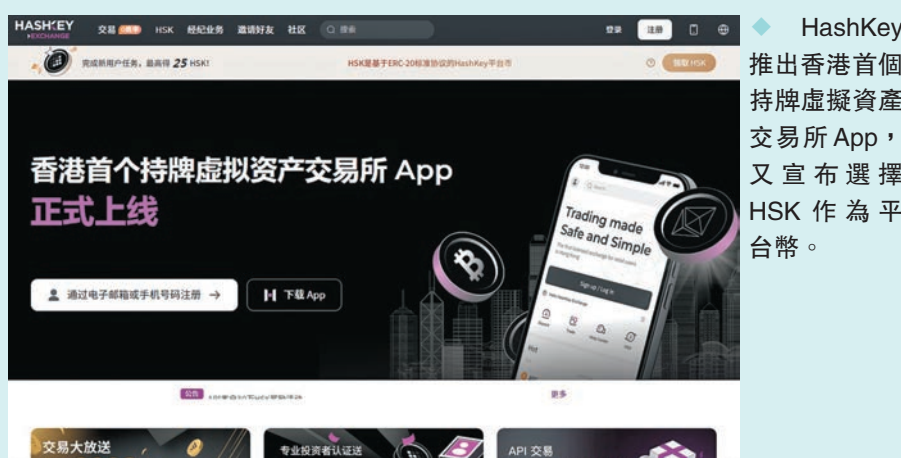 HASHKEY
EXCHANGE
交易 HSK 经纪业务 邀请好友 社区 搜索
登录 注册
完成新用户任务，最高得 25 HSK!
HSK是基于ERC-20标准协议的HashKey平台币
领取 HSK
香港首个持牌虚拟资产交易所 App
正式上线
通过电子邮箱或手机号码注册 →
下载 App
Trading made
Safe and Simple
Sign up / Log in
Hot
公告
更多
交易大放送
专业投资者认证送
API 交易
HashKey
推出香港首個
持牌虛擬資產
交易所 App，
又宣布選擇
HSK 作為平
台幣。